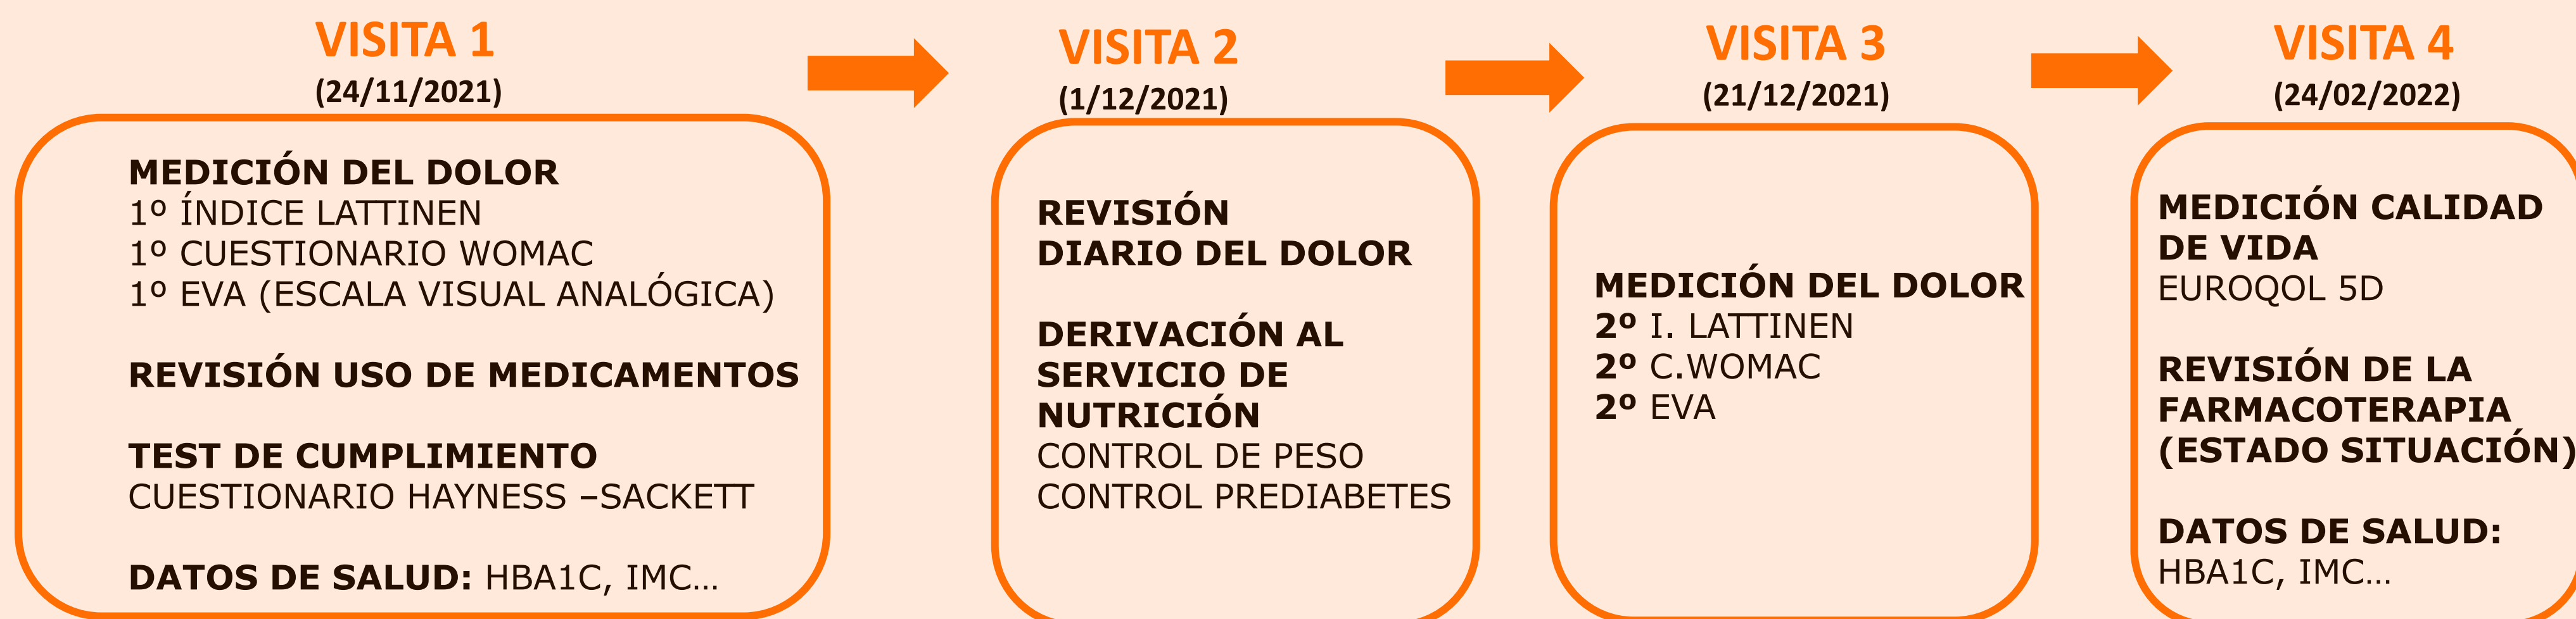 VISITA 1
(24/11/2021)
MEDICIÓN DEL DOLOR
1º ÍNDICE LATTINEN
1º CUESTIONARIO WOMAC
1º EVA (ESCALA VISUAL ANALÓGICA)
REVISIÓN USO DE MEDICAMENTOS
TEST DE CUMPLIMIENTO
CUESTIONARIO HAYNESS –SACKETT
DATOS DE SALUD: HBA1C, IMC…
VISITA 2
(1/12/2021)
REVISIÓN
DIARIO DEL DOLOR
DERIVACIÓN AL
SERVICIO DE
NUTRICIÓN
CONTROL DE PESO
CONTROL PREDIABETES
VISITA 3
(21/12/2021)
MEDICIÓN DEL DOLOR
2º I. LATTINEN
2º C.WOMAC
2º EVA
VISITA 4
(24/02/2022)
MEDICIÓN CALIDAD
DE VIDA
EUROQOL 5D
REVISIÓN DE LA
FARMACOTERAPIA
(ESTADO SITUACIÓN)
DATOS DE SALUD:
HBA1C, IMC…